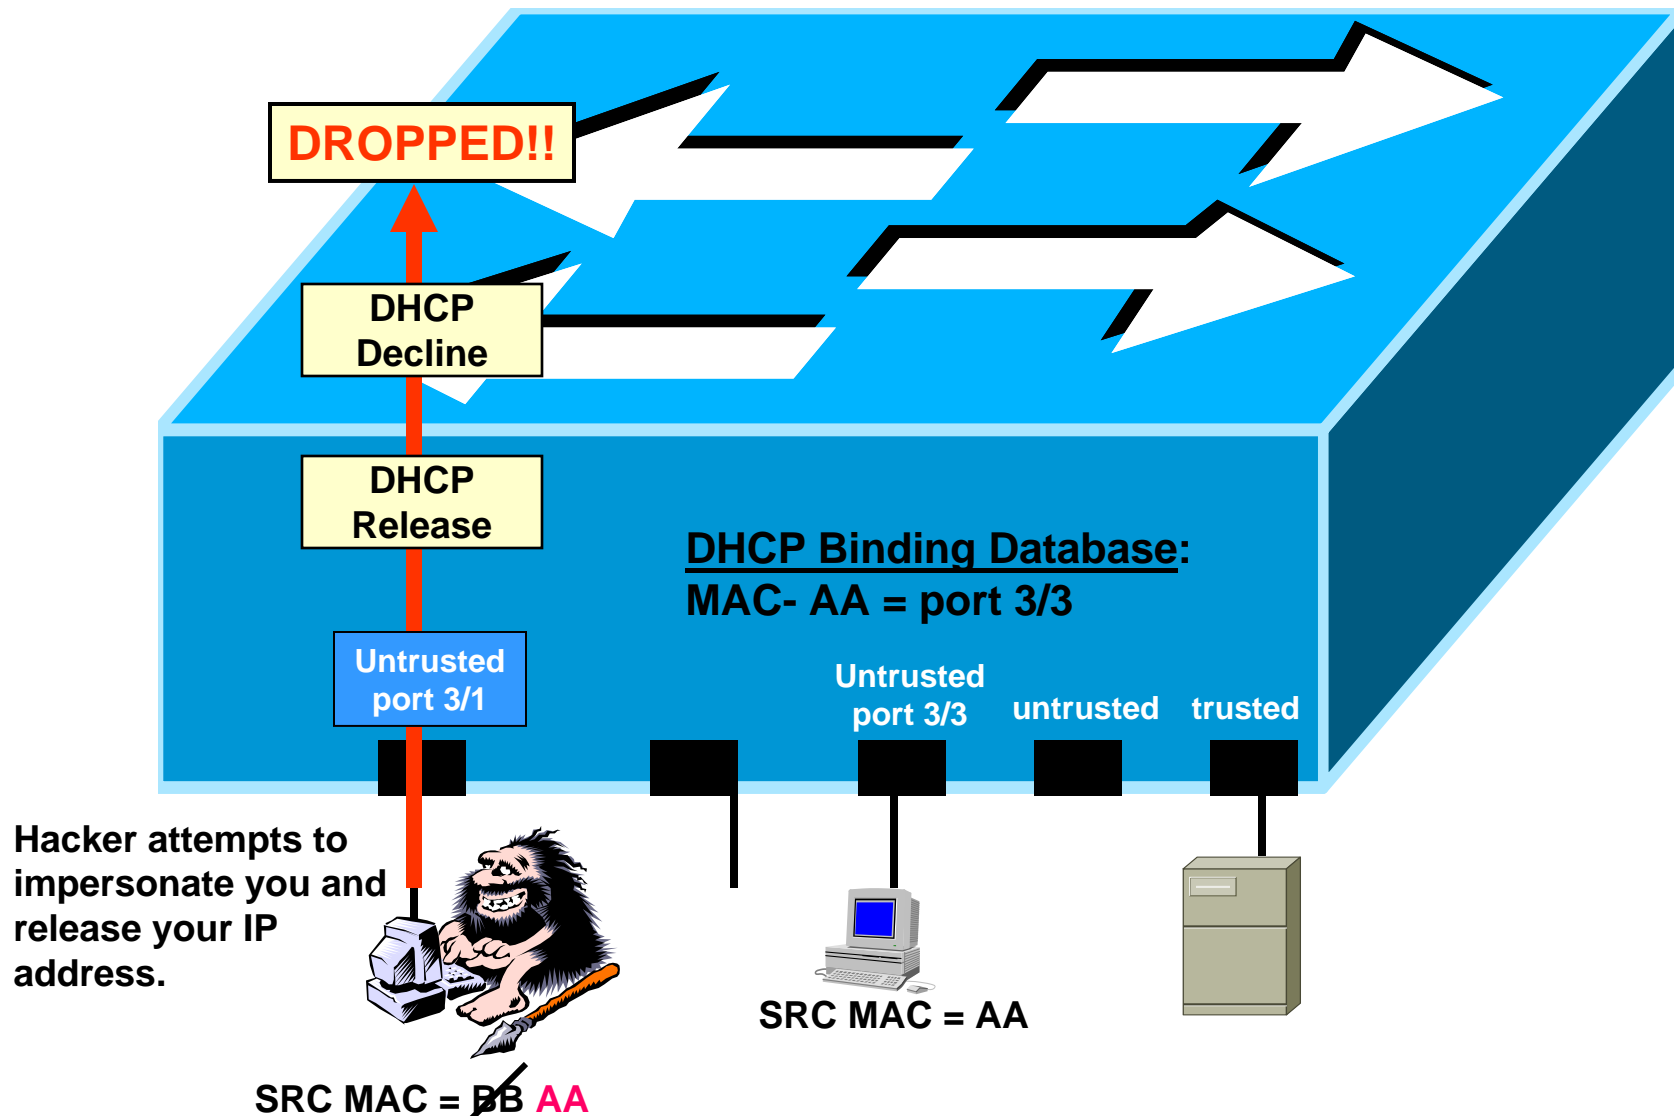 DROPPED!!
DHCP
Decline
DHCP
Release
DHCP Binding Database:
MAC- AA = port 3/3
Untrusted
port 3/1
Untrusted
port 3/3
untrusted
trusted
Hacker attempts to
impersonate you and
release your IP
address.
SRC MAC = AA
SRC MAC = BB AA